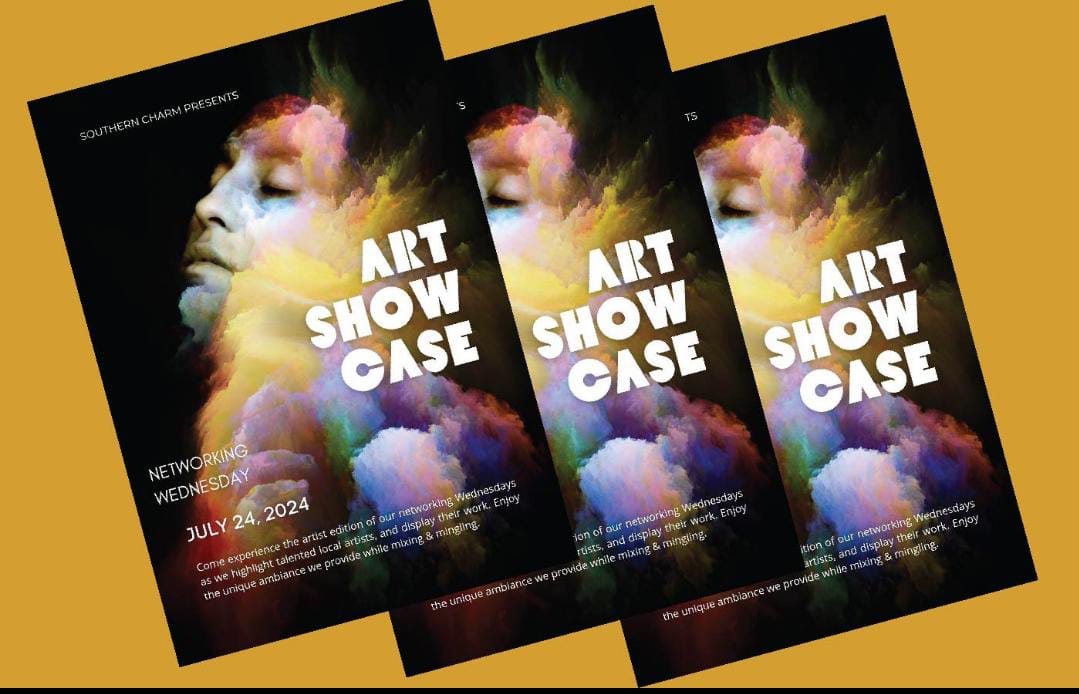 SOUTHERN CHARM PRESENTS
ART
SHOW
CASE
NETWORKING
WEDNESDAY
JULY 24, 2024
Come experience the artist edition of our networking Wednesdays
as we highlight talented local artists, and display their work. Enjoy
the unique ambiance we provide while mixing & mingling.
TS
ART
SHOW
CASE
ion of our networking Wednesdays
rtists, and display their work. Enjoy
the unique ambiance we provide while mixing & mingling.
TS
ART
SHOW
CASE
ition of our networking Wednesdays
artists, and display their work. Enjoy
the unique ambiance we provide while mixing & mingling.